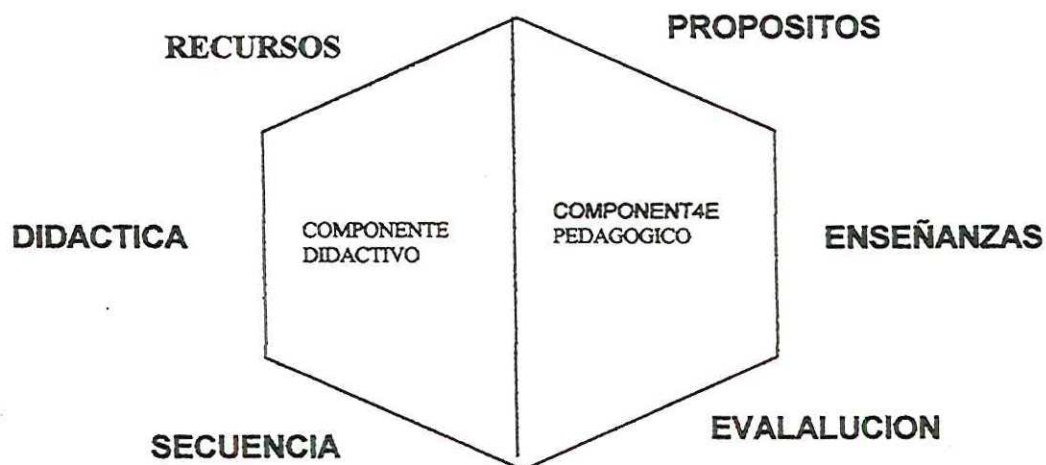 RECURSOS
PROPOSITOS
DIDACTICA
COMPONENTE
DIDACTIVO
COMPONENT4E
PEDAGOGICO
ENSEÑANZAS
SECUENCIA
EVALALUCION